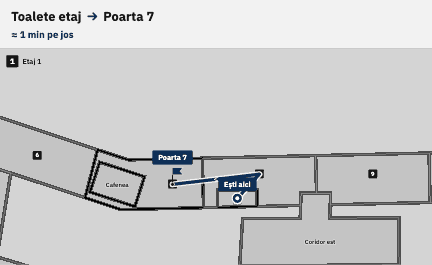 Toalete etaj → Poarta 7
≈ 1 min pe jos
1 Etaj 1
6
Poarta 7
Cafenea
Ești aici
9
Coridor est